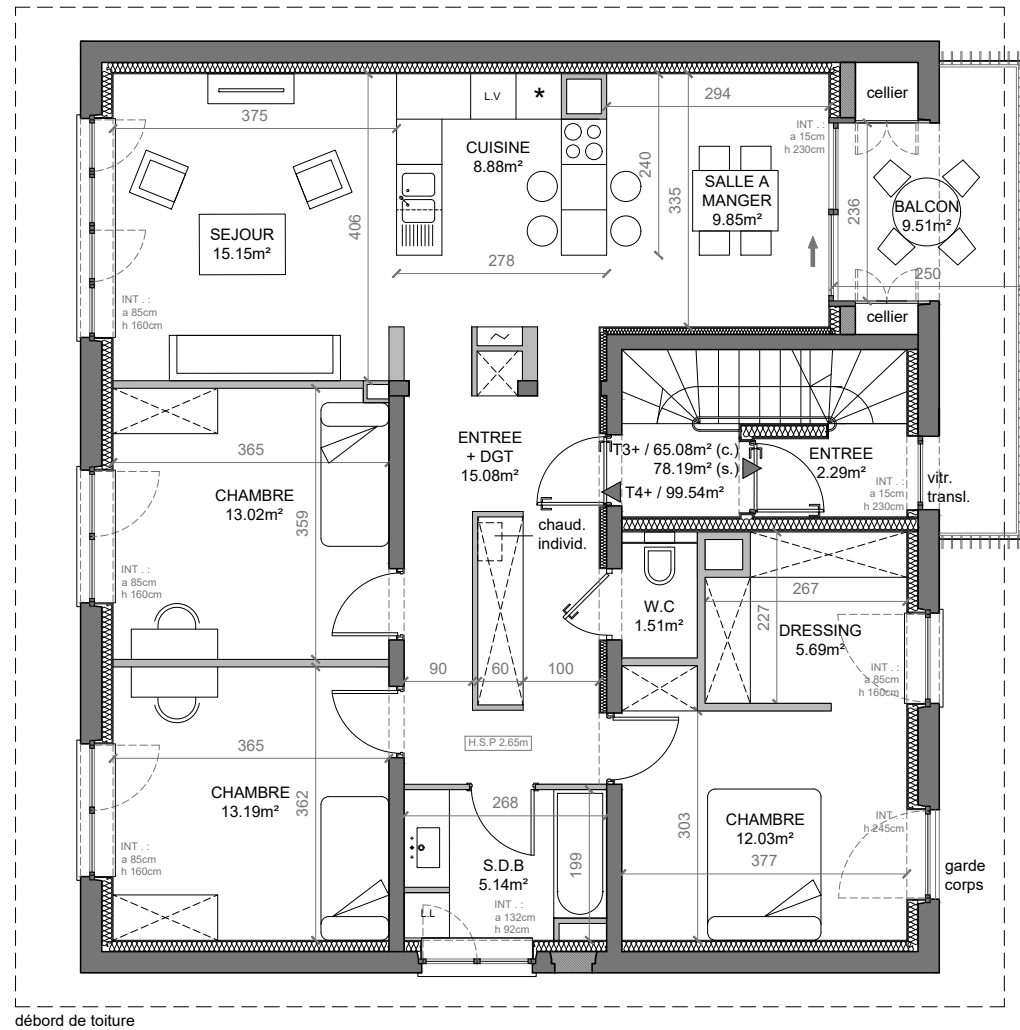 cellier
L.V
*
294
375
INT . :
a 15cm
h 230cm
CUISINE
8.88m²
240
335
SALLE A
MANGER
9.85m²
236
BALCON
9.51m²
406
SEJOUR
15.15m²
278
250
INT . :
a 85cm
h 160cm
cellier
365
359
CHAMBRE
13.02m²
ENTREE
+ DGT
15.08m²
T3+ / 65.08m² (c.)
78.19m² (s.)
T4+ / 99.54m²
ENTREE
2.29m²
INT . :
a 15cm
h 230cm
vitr.
transl.
chaud.
individ.
INT . :
a 85cm
h 160cm
W.C
1.51m²
267
227
DRESSING
5.69m²
INT . :
a 85cm
h 160cm
90
60
100
H.S.P 2.65m
365
362
CHAMBRE
13.19m²
268
303
CHAMBRE
12.03m²
377
INT . :
h 245cm
INT . :
a 85cm
h 160cm
S.D.B
5.14m²
199
L.L
INT . :
a 132cm
h 92cm
garde
corps
débord de toiture